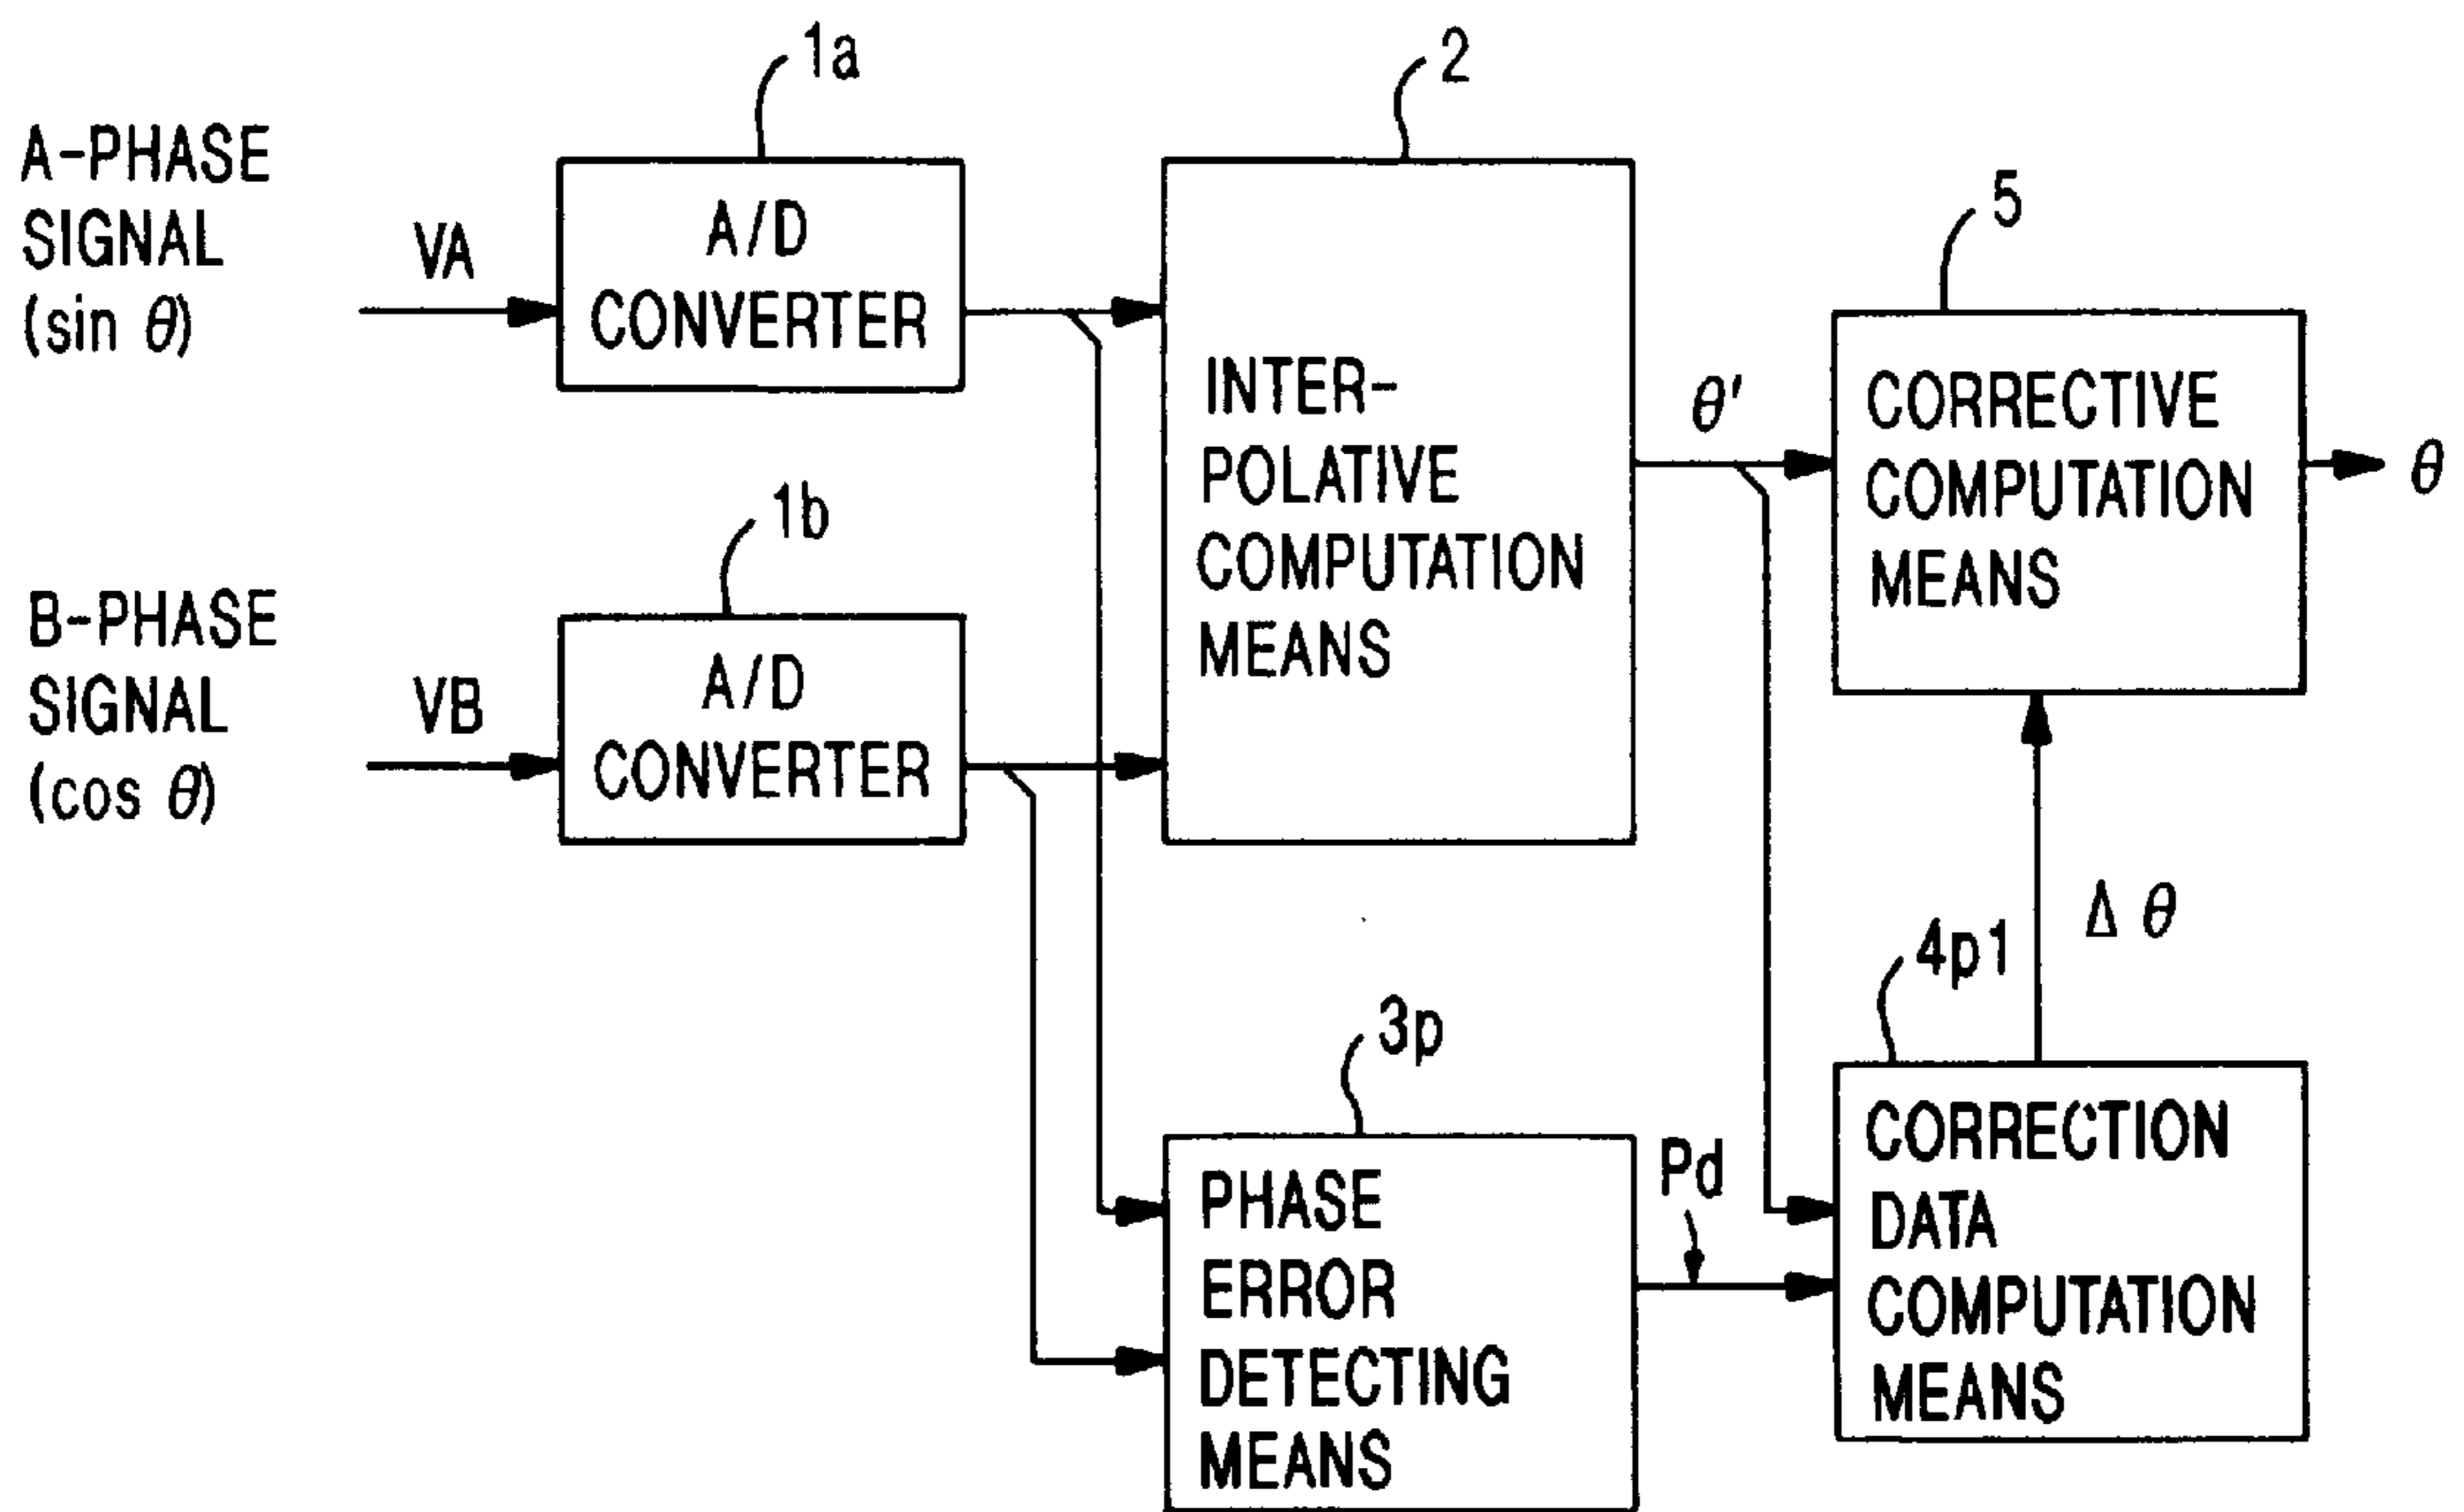 A-PHASE
SIGNAL
(sin θ)
VA
1a
A/D
CONVERTER
B-PHASE
SIGNAL
(cos θ)
VB
1b
A/D
CONVERTER
2
INTER-
POLATIVE
COMPUTATION
MEANS
θ'
5
CORRECTIVE
COMPUTATION
MEANS
θ
3p
PHASE
ERROR
DETECTING
MEANS
Pd
4p1
Δ θ
CORRECTION
DATA
COMPUTATION
MEANS